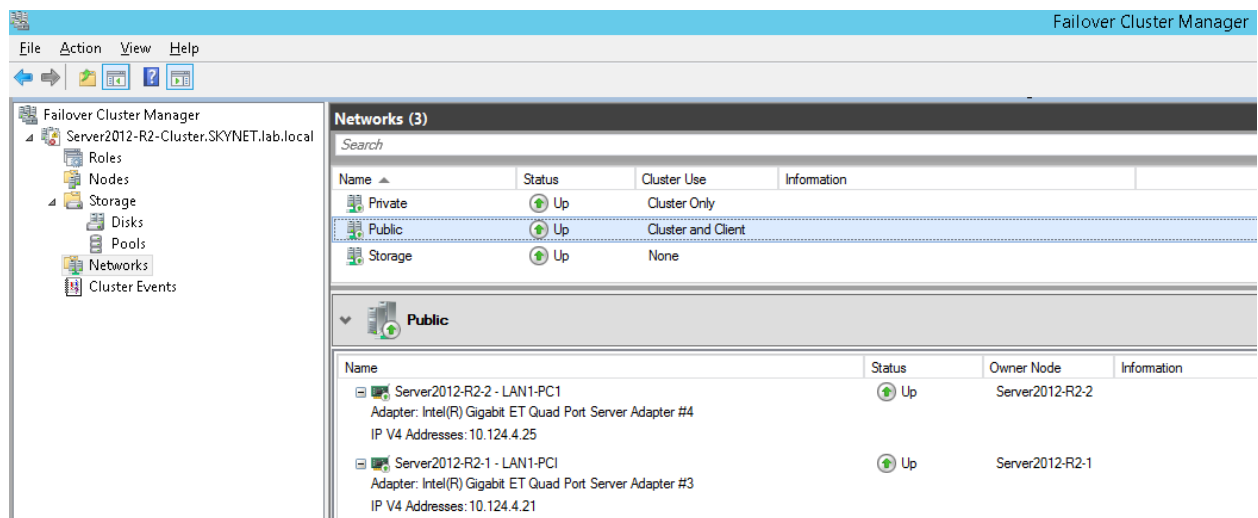 Failover Cluster Manager
File Action View Help
Failover Cluster Manager
Server2012-R2-Cluster.SKYNET.lab.local
Roles
Nodes
Storage
Disks
Pools
Networks
Cluster Events
Networks (3)
Search
Name Status Cluster Use Information
Private Up Cluster Only
Public Up Cluster and Client
Storage Up None
Public
Name Status Owner Node Information
Server2012-R2-2 - LAN1-PC1 Up Server2012-R2-2
Adapter: Intel(R) Gigabit ET Quad Port Server Adapter #4
IP V4 Addresses: 10.124.4.25
Server2012-R2-1 - LAN1-PCI Up Server2012-R2-1
Adapter: Intel(R) Gigabit ET Quad Port Server Adapter #3
IP V4 Addresses: 10.124.4.21